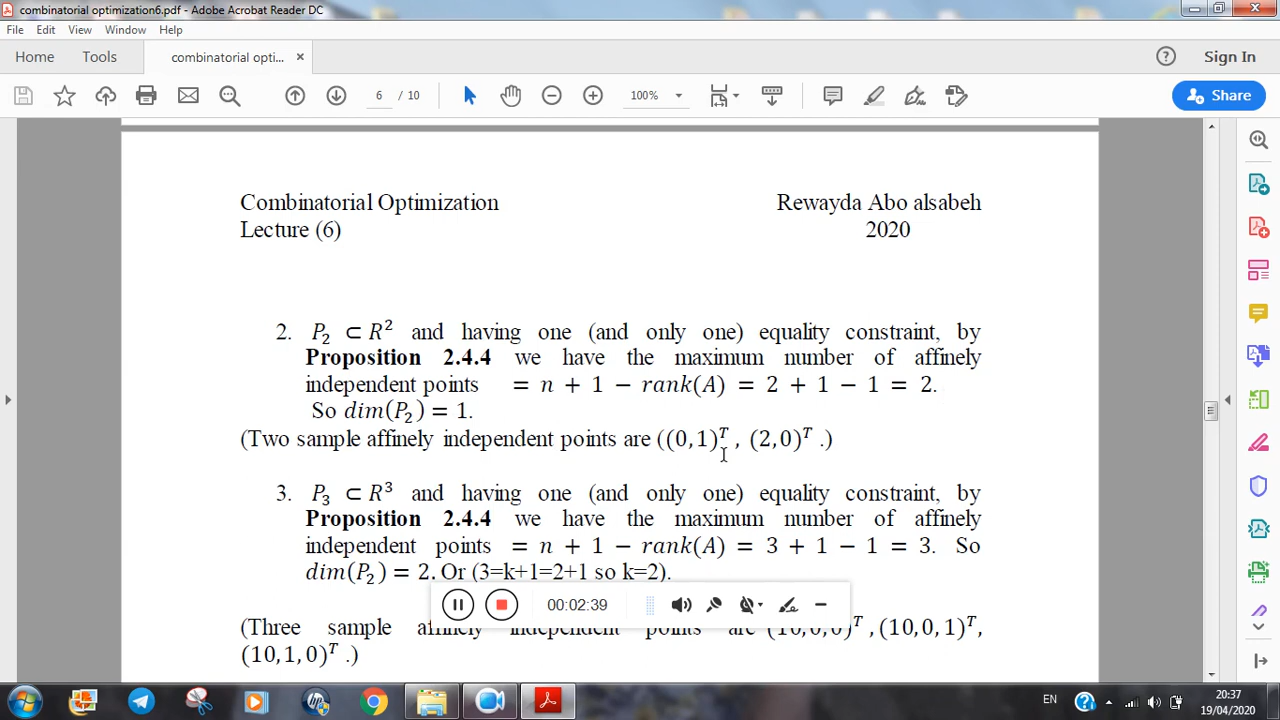 combinatorial optimization6.pdf - Adobe Acrobat Reader DC
File Edit View Window Help
Home Tools combinatorial opti... × Sign In
6 / 10 100% Share
Combinatorial Optimization Rewayda Abo alsabeh
Lecture (6) 2020
2. P₂ ⊂ R² and having one (and only one) equality constraint, by
Proposition 2.4.4 we have the maximum number of affinely
independent points = n + 1 − rank(A) = 2 + 1 − 1 = 2.
So dim(P₂) = 1.
(Two sample affinely independent points are ((0,1)ᵀ, (2,0)ᵀ .)
3. P₃ ⊂ R³ and having one (and only one) equality constraint, by
Proposition 2.4.4 we have the maximum number of affinely
independent points = n + 1 − rank(A) = 3 + 1 − 1 = 3. So
dim(P₂) = 2. Or (3=k+1=2+1 so k=2).
00:02:39
(Three sample affinely independent points are (10,0,0)ᵀ, (10,0,1)ᵀ,
(10,1,0)ᵀ .)
EN 20:37
19/04/2020